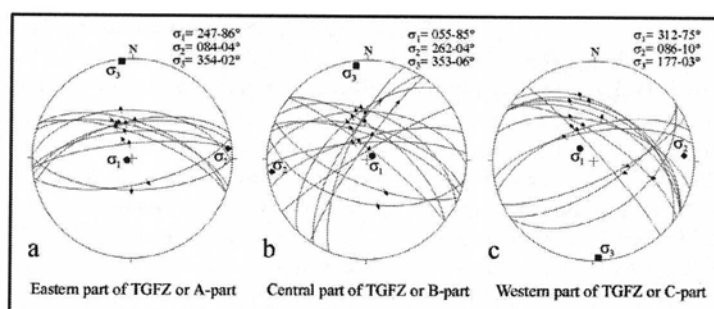 N
σ1= 247-86°
σ2= 084-04°
σ3= 354-02°
σ3
σ2
σ1
a
Eastern part of TGFZ or A-part
N
σ1= 055-85°
σ2= 262-04°
σ3= 353-06°
σ3
σ2
σ1
b
Central part of TGFZ or B-part
N
σ1= 312-75°
σ2= 086-10°
σ3= 177-03°
σ2
σ1
σ3
c
Western part of TGFZ or C-part